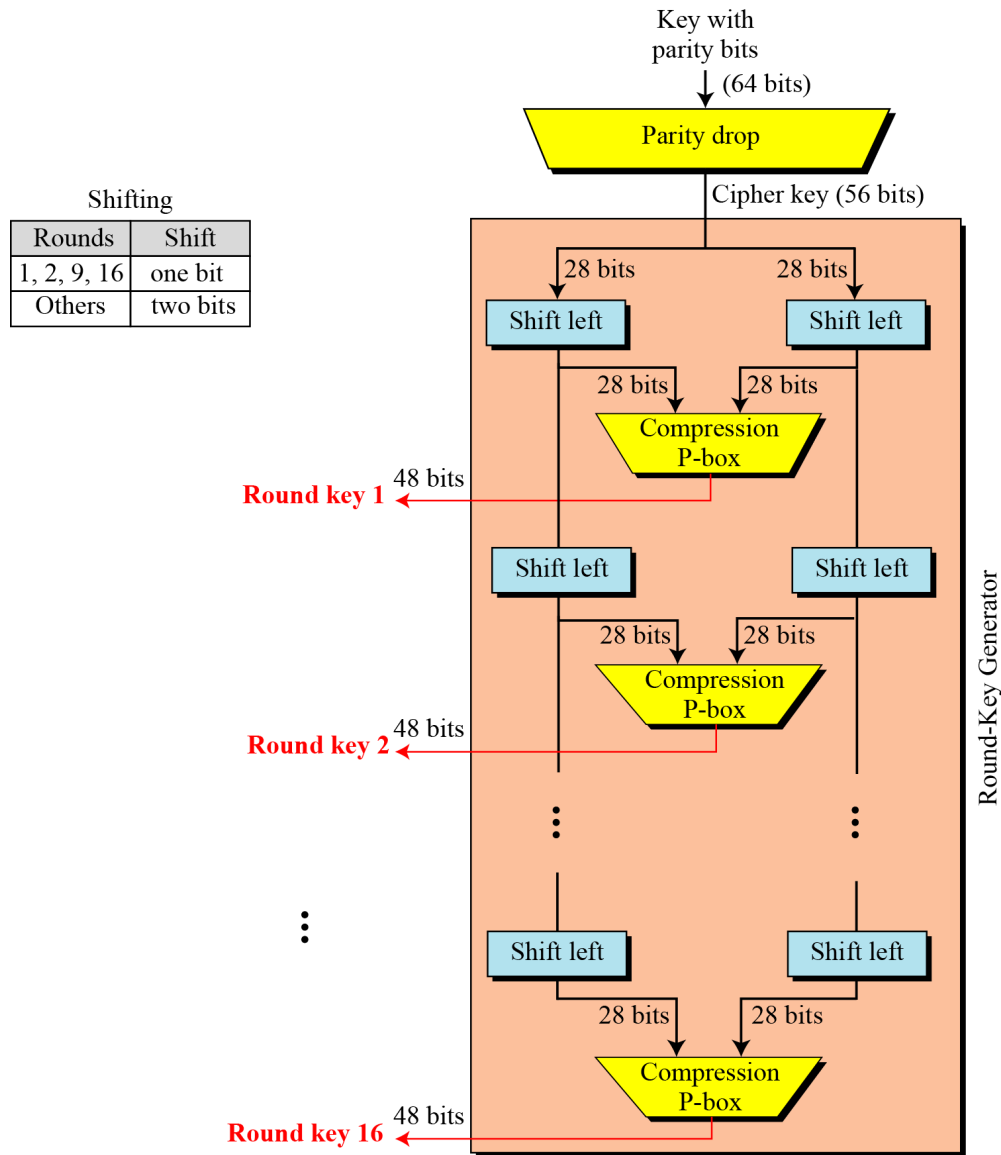 Key with
parity bits
(64 bits)
Parity drop
Cipher key (56 bits)
Shifting
Rounds Shift
1, 2, 9, 16 one bit
Others two bits
28 bits 28 bits
Shift left Shift left
28 bits 28 bits
Compression
P-box
48 bits
Round key 1
Shift left Shift left
28 bits 28 bits
Compression
P-box
48 bits
Round key 2
Round-Key Generator
Shift left Shift left
28 bits 28 bits
Compression
P-box
48 bits
Round key 16